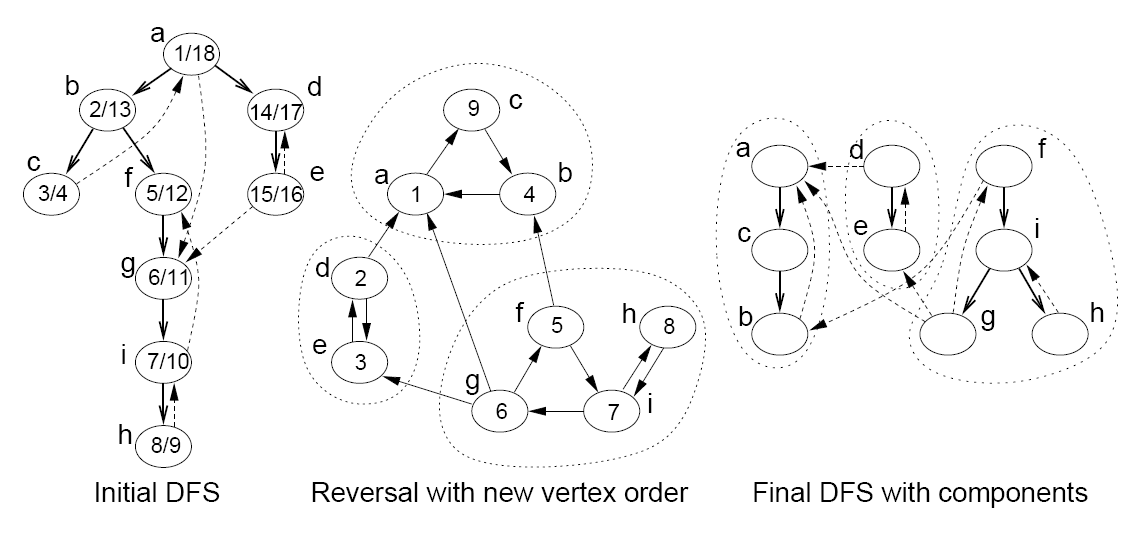 a
1/18
b
2/13
d
14/17
c
3/4
f
5/12
e
15/16
g
6/11
i
7/10
h
8/9
Initial DFS
9
c
a
1
4
b
d
2
e
3
f
5
h
8
g
6
7
i
Reversal with new vertex order
a
d
f
c
e
i
b
g
h
Final DFS with components